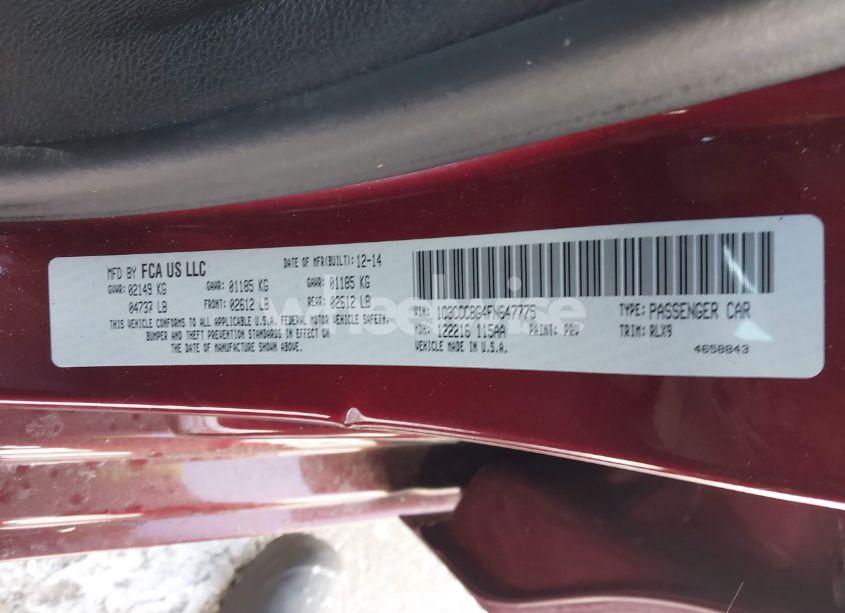 MFD BY FCA US LLC
DATE OF MFR(BUILT): 12-14
GVWR: 02149 KG
GAWR: 01185 KG
GAWR: 01185 KG
04737 LB
FRONT: 02612 LB
REAR: 02612 LB
THIS VEHICLE CONFORMS TO ALL APPLICABLE U.S.A. FEDERAL MOTOR VEHICLE SAFETY,
BUMPER AND THEFT PREVENTION STANDARDS IN EFFECT ON
THE DATE OF MANUFACTURE SHOWN ABOVE.
VIN: 1C3CCCBG4FN647775
TYPE: PASSENGER CAR
MDH: 122216 115AA
PAINT: PRV
TRIM: RLX9
VEHICLE MADE IN U.S.A.
4658843